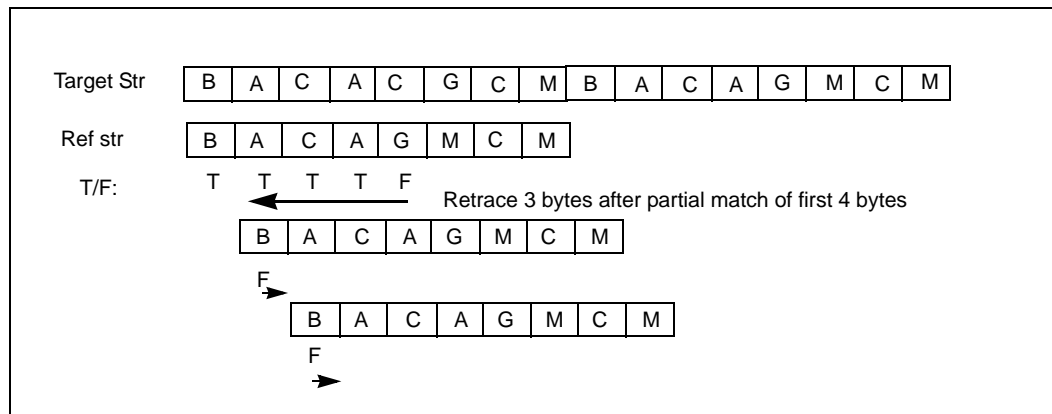 Target Str B A C A C G C M B A C A G M C M
Ref str B A C A G M C M
T/F: T T T T F
Retrace 3 bytes after partial match of first 4 bytes
B A C A G M C M
F
B A C A G M C M
F